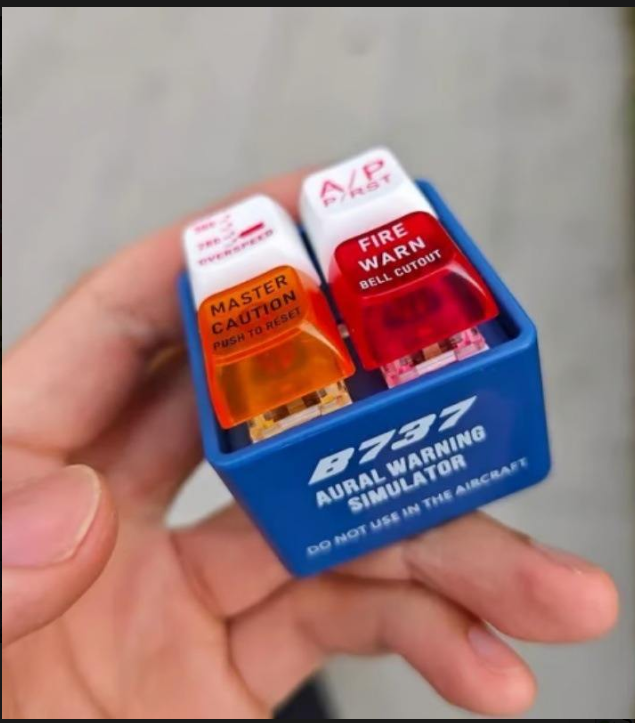 OVERSPEED
A/P
P/RST
MASTER
CAUTION
PUSH TO RESET
FIRE
WARN
BELL CUTOUT
B737
AURAL WARNING
SIMULATOR
DO NOT USE IN THE AIRCRAFT